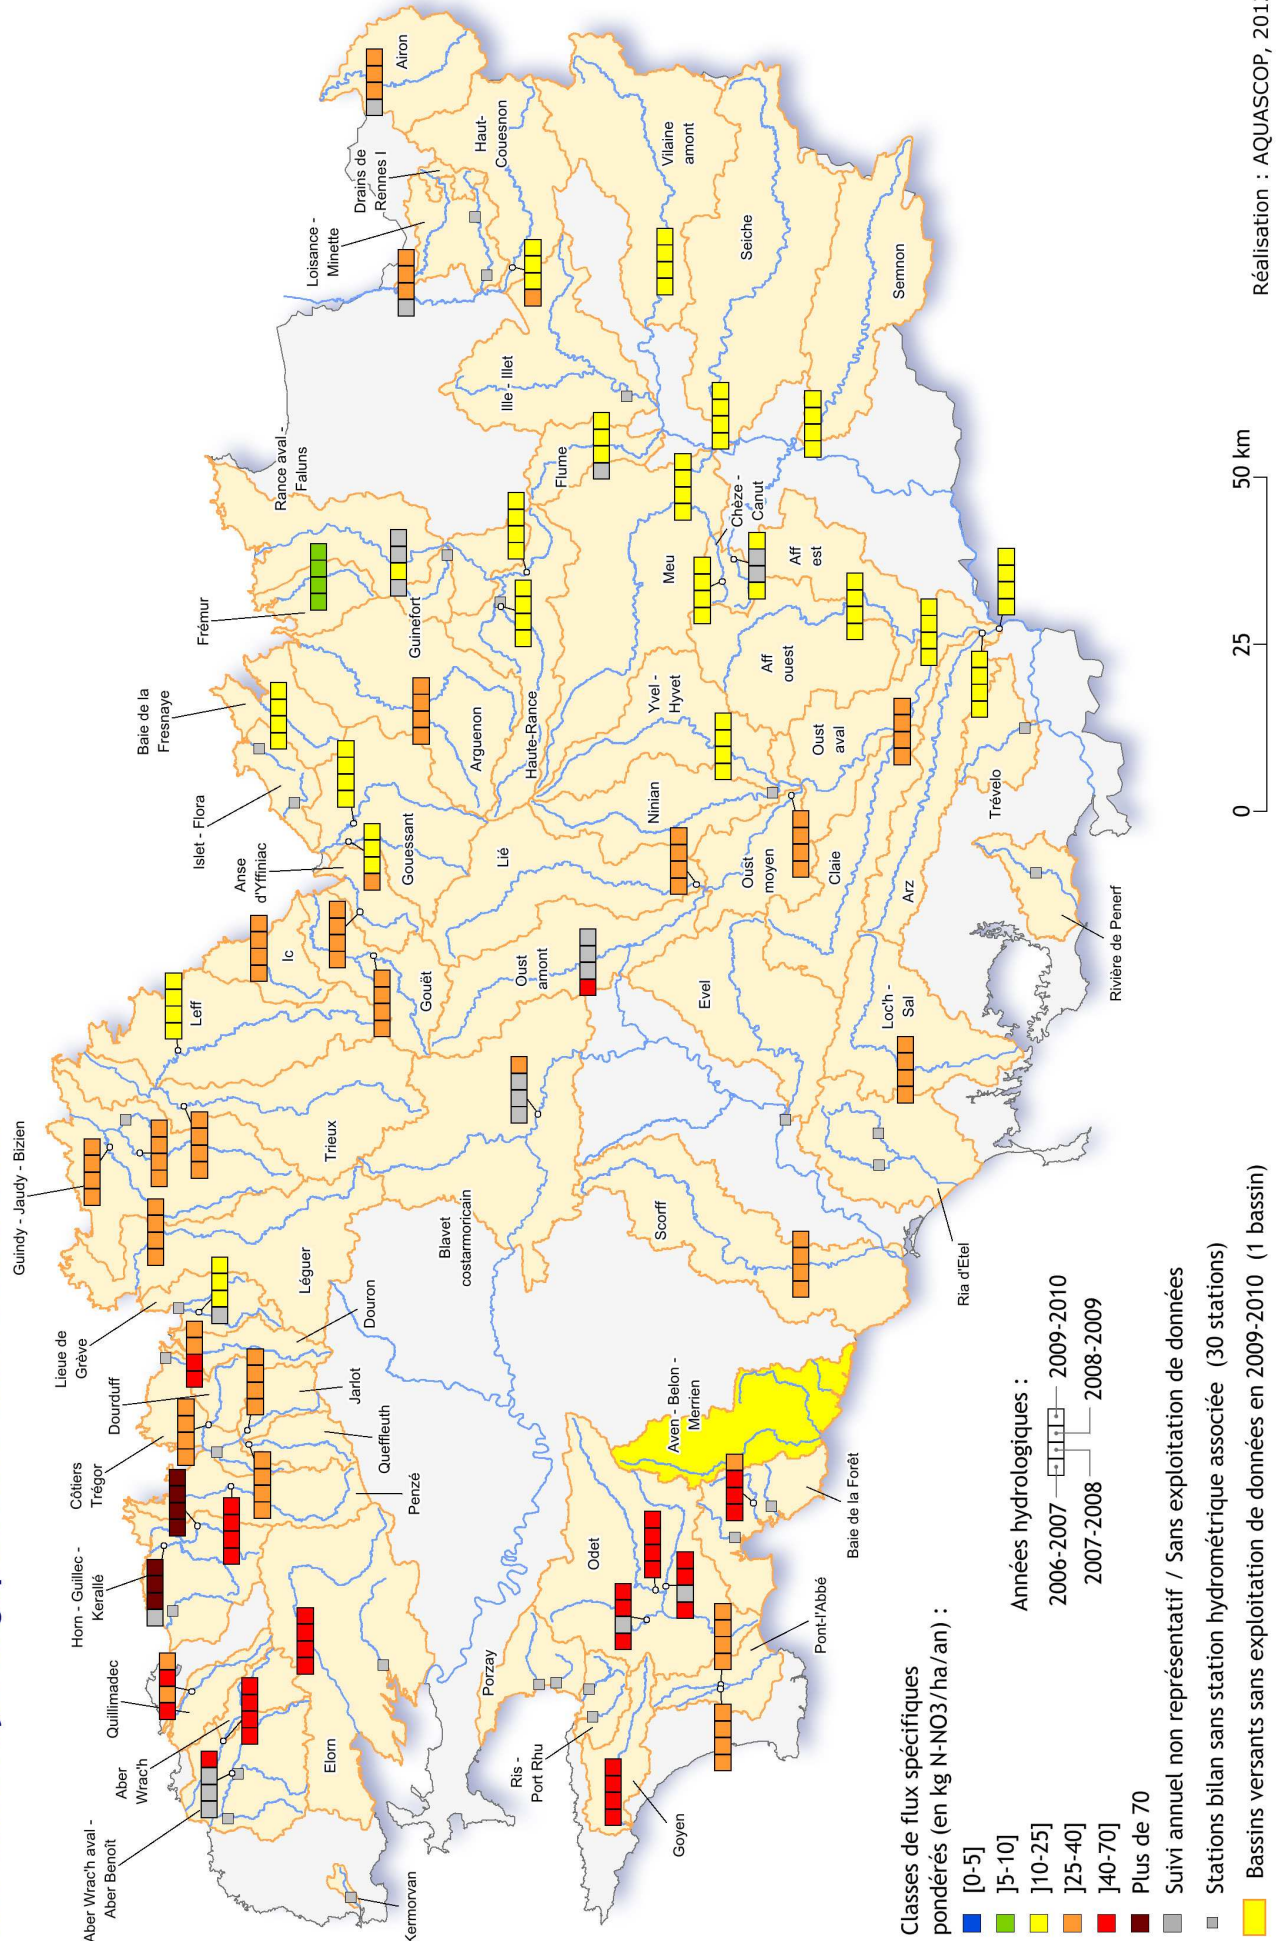 Airon
Haut-
Couesnon
Drains de
Rennes I
Loisance -
Minette
Vilaine
amont
Seiche
Semnon
Ille - Illet
Flume
Rance aval -
Faluns
Frémur
Guinefort
Chèze -
Canut
Meu
Aff
est
Aff
ouest
Baie de la
Fresnaye
Arguenon
Haute-Rance
Yvel -
Hyvet
Oust
aval
Islet - Flora
Anse
d'Yffiniac
Gouessant
Lié
Ninian
Oust
moyen
Claie
Arz
Trévelo
Rivière de Penerf
Ic
Gouët
Oust
amont
Evel
Loc'h -
Sal
Leff
Trieux
Guindy - Jaudy - Bizien
Léguer
Blavet
costarmoricain
Scorff
Ria d'Etel
Lieue de
Grève
Douron
Dourduff
Jarlot
Côtiers
Trégor
Queffleuth
Penzé
Horn - Guillec -
Kerallé
Quillimadec
Aber
Wrac'h
Elorn
Aber Wrac'h aval -
Aber Benoît
Kermorvan
Aven - Belon -
Merrien
Baie de la Forêt
Odet
Pont-l'Abbé
Porzay
Ris -
Port Rhu
Goyen
0 25 50 km
Années hydrologiques :
2006-2007 2009-2010
2007-2008 2008-2009
Classes de flux spécifiques
pondérés (en kg N-NO3/ha/an) :
[0-5]
]5-10]
]10-25]
]25-40]
]40-70]
Plus de 70
Suivi annuel non représentatif / Sans exploitation de données
Stations bilan sans station hydrométrique associée (30 stations)
Bassins versants sans exploitation de données en 2009-2010 (1 bassin)
Réalisation : AQUASCOP,